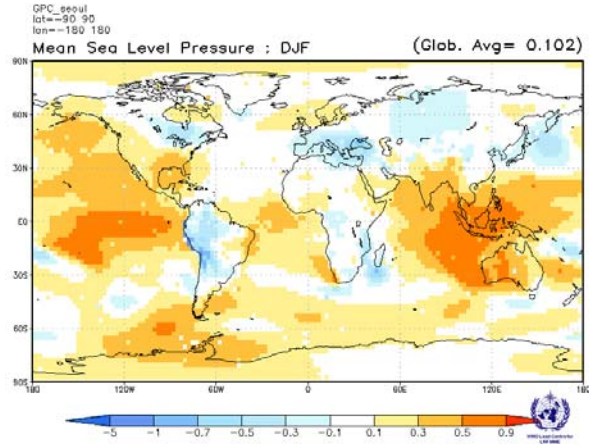 GPC_seoul
lat=-90 90
lon=-180 180
Mean Sea Level Pressure : DJF (Glob. Avg= 0.102)
90N
60N
30N
EQ
30S
60S
90S
180 120W 60W 0 60E 120E 180
-5 -1 -0.7 -0.5 -0.3 -0.1 0.1 0.3 0.5 0.9